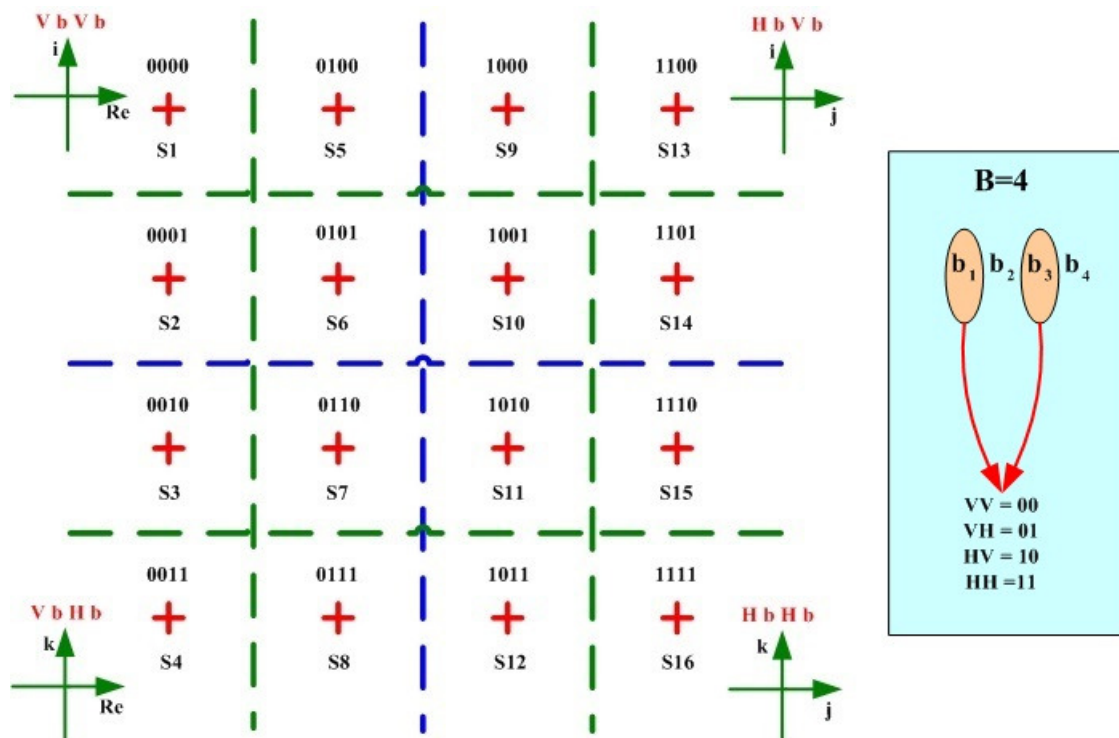 V b V b
H b V b
i
Re
0000
0100
1000
1100
i
j
S1
S5
S9
S13
0001
0101
1001
1101
S2
S6
S10
S14
0010
0110
1010
1110
S3
S7
S11
S15
0011
0111
1011
1111
V b H b
H b H b
k
Re
S4
S8
S12
S16
k
j
B=4
b1 b2 b3 b4
VV = 00
VH = 01
HV = 10
HH =11